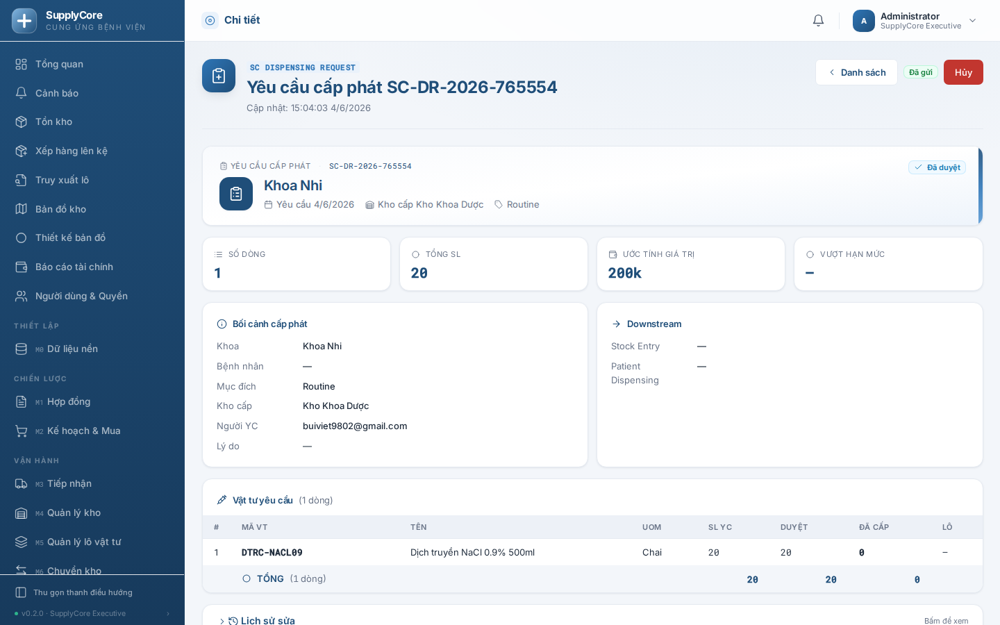 SupplyCore
CUNG ỨNG BỆNH VIỆN
Tổng quan
Cảnh báo
Tồn kho
Xếp hàng lên kệ
Truy xuất lô
Bản đồ kho
Thiết kế bản đồ
Báo cáo tài chính
Người dùng & Quyền
THIẾT LẬP
M0 Dữ liệu nền
CHIẾN LƯỢC
M1 Hợp đồng
M2 Kế hoạch & Mua
VẬN HÀNH
M3 Tiếp nhận
M4 Quản lý kho
M5 Quản lý lô vật tư
M6 Chuyển kho
Thu gọn thanh điều hướng
v0.2.0 · SupplyCore Executive
Chi tiết
A
Administrator
SupplyCore Executive
SC DISPENSING REQUEST
Yêu cầu cấp phát SC-DR-2026-765554
Cập nhật: 15:04:03 4/6/2026
Danh sách
Đã gửi
Hủy
YÊU CẦU CẤP PHÁT · SC-DR-2026-765554
Đã duyệt
Khoa Nhi
Yêu cầu 4/6/2026 Kho cấp Kho Khoa Dược Routine
SỐ DÒNG
1
TỔNG SL
20
ƯỚC TÍNH GIÁ TRỊ
200k
VƯỢT HẠN MỨC
—
Bối cảnh cấp phát
Khoa Khoa Nhi
Bệnh nhân —
Mục đích Routine
Kho cấp Kho Khoa Dược
Người YC buiviet9802@gmail.com
Lý do —
Downstream
Stock Entry —
Patient Dispensing —
Vật tư yêu cầu (1 dòng)
# MÃ VT TÊN UOM SL YC DUYỆT ĐÃ CẤP LÔ
1 DTRC-NACL09 Dịch truyền NaCl 0.9% 500ml Chai 20 20 0 —
TỔNG (1 dòng) 20 20 0
Lịch sử sửa
Bấm để xem